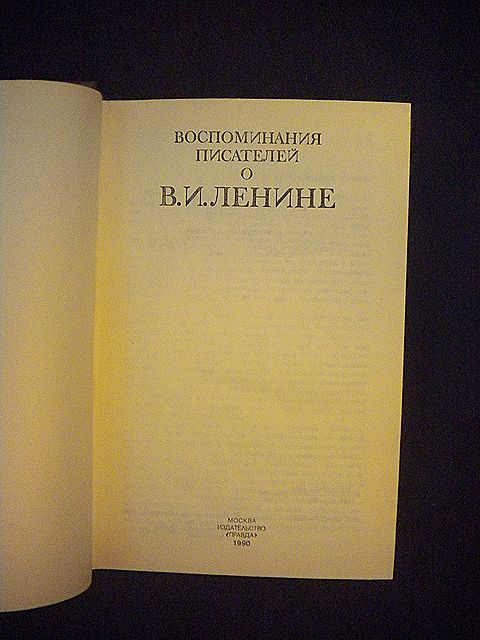 ВОСПОМИНАНИЯ
ПИСАТЕЛЕЙ
О
В.И.ЛЕНИНЕ
МОСКВА
ИЗДАТЕЛЬСТВО
«ПРАВДА»
1990